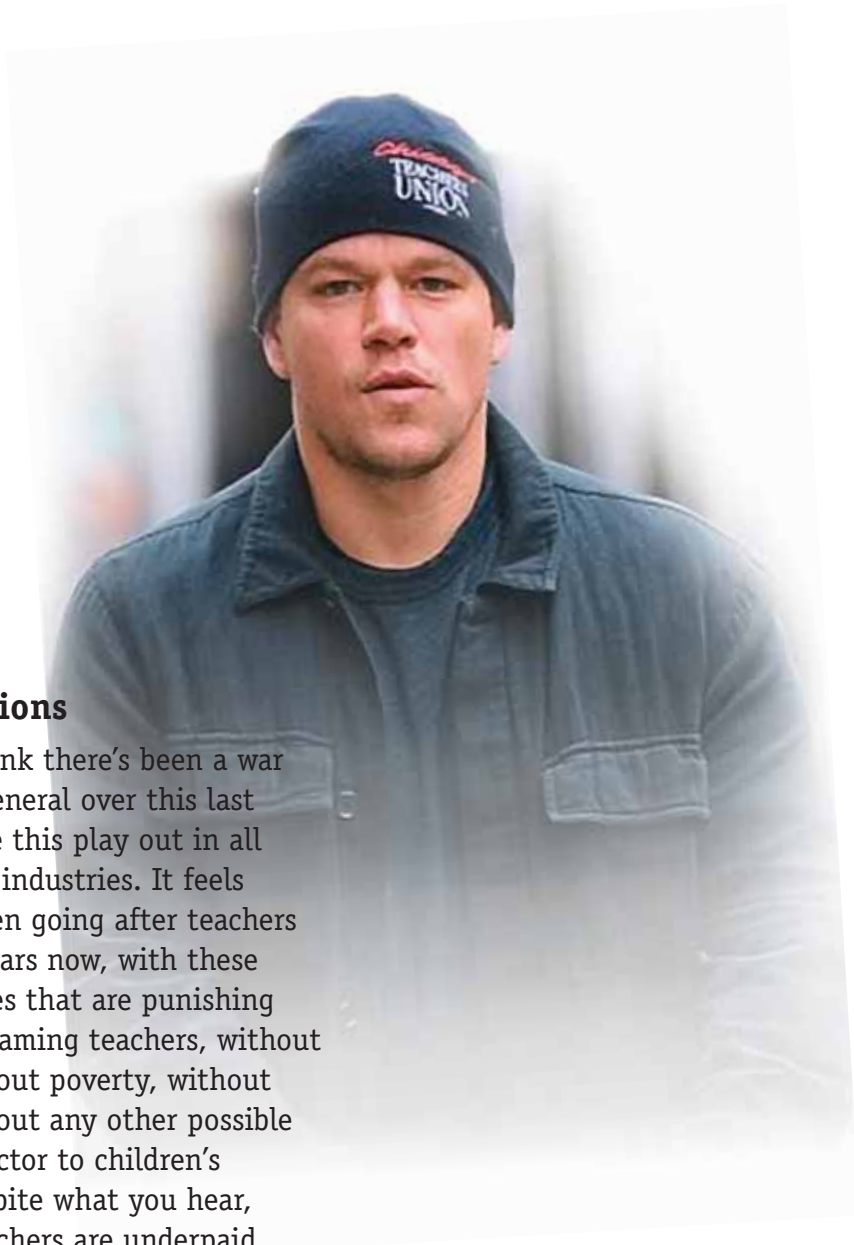 Chicago
TEACHERS
UNION
ions
nk there’s been a war
eneral over this last
e this play out in all
industries. It feels
en going after teachers
ars now, with these
es that are punishing
aming teachers, without
out poverty, without
out any other possible
ctor to children’s
pite what you hear,
chers are underpaid